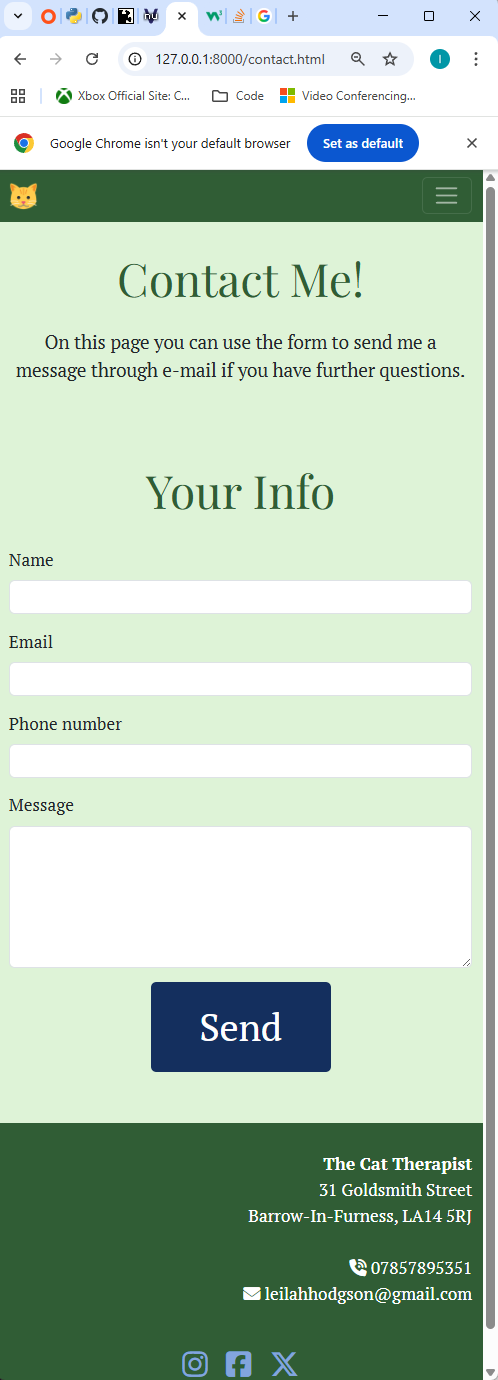 127.0.0.1:8000/contact.html
Xbox Official Site: C...
Code
Video Conferencing...
Google Chrome isn't your default browser
Set as default
Contact Me!
On this page you can use the form to send me a
message through e-mail if you have further questions.
Your Info
Name
Email
Phone number
Message
Send
The Cat Therapist
31 Goldsmith Street
Barrow-In-Furness, LA14 5RJ
07857895351
leilahhodgson@gmail.com